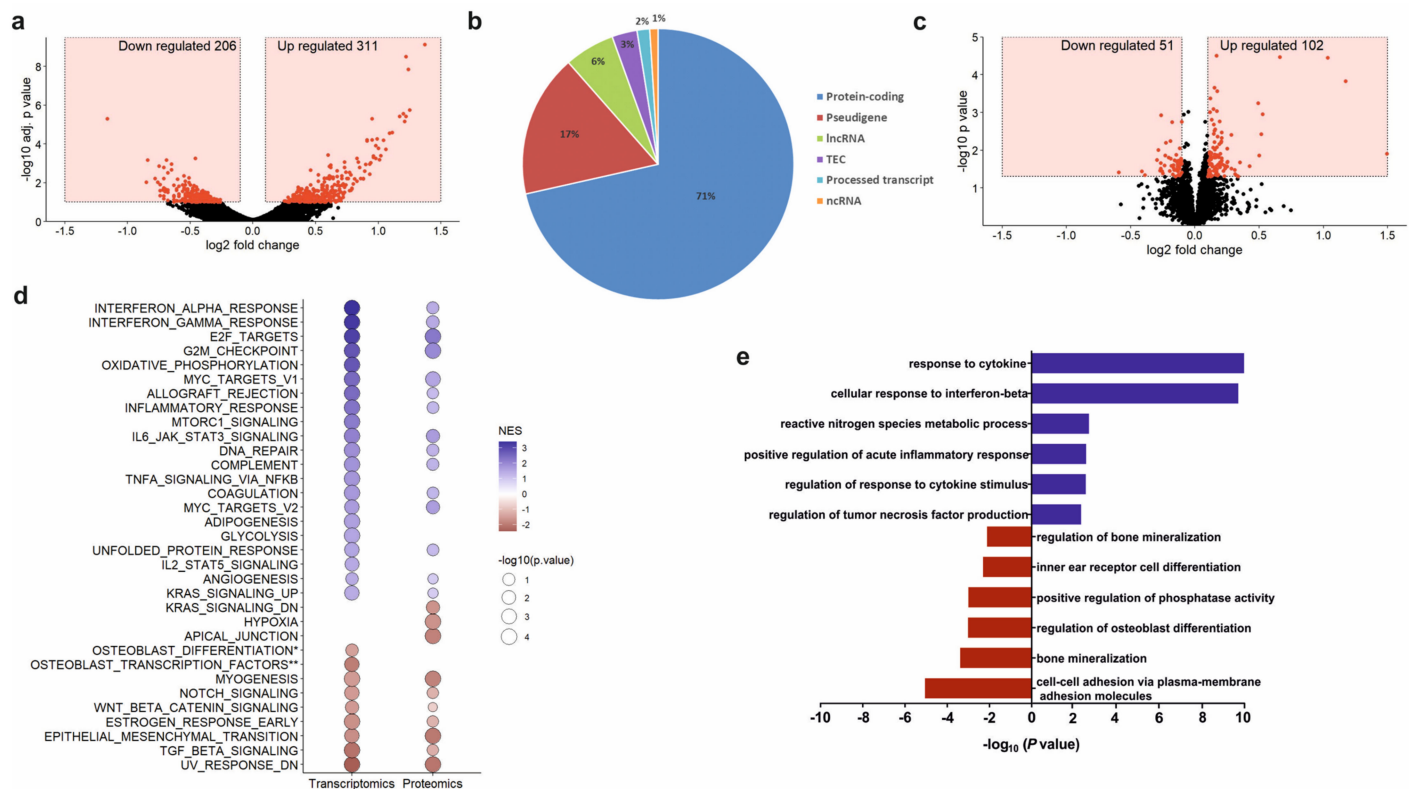 a
Down regulated 206
Up regulated 311
-log10 adj. p value
8
6
4
2
0
-1.5
-1.0
-0.5
0.0
0.5
1.0
1.5
log2 fold change
b
2%
1%
3%
6%
17%
71%
Protein-coding
Pseudigene
lncRNA
TEC
Processed transcript
ncRNA
c
Down regulated 51
Up regulated 102
-log10 p value
5
4
3
2
1
-1.5
-1.0
-0.5
0.0
0.5
1.0
1.5
log2 fold change
d
INTERFERON_ALPHA_RESPONSE
INTERFERON_GAMMA_RESPONSE
E2F_TARGETS
G2M_CHECKPOINT
OXIDATIVE_PHOSPHORYLATION
MYC_TARGETS_V1
ALLOGRAFT_REJECTION
INFLAMMATORY_RESPONSE
MTORC1_SIGNALING
IL6_JAK_STAT3_SIGNALING
DNA_REPAIR
COMPLEMENT
TNFA_SIGNALING_VIA_NFKB
COAGULATION
MYC_TARGETS_V2
ADIPOGENESIS
GLYCOLYSIS
UNFOLDED_PROTEIN_RESPONSE
IL2_STAT5_SIGNALING
ANGIOGENESIS
KRAS_SIGNALING_UP
KRAS_SIGNALING_DN
HYPOXIA
APICAL_JUNCTION
OSTEOBLAST_DIFFERENTIATION*
OSTEOBLAST_TRANSCRIPTION_FACTORS**
MYOGENESIS
NOTCH_SIGNALING
WNT_BETA_CATENIN_SIGNALING
ESTROGEN_RESPONSE_EARLY
EPITHELIAL_MESENCHYMAL_TRANSITION
TGF_BETA_SIGNALING
UV_RESPONSE_DN
Transcriptomics
Proteomics
NES
3
2
1
0
-1
-2
-log10(p.value)
1
2
3
4
e
response to cytokine
cellular response to interferon-beta
reactive nitrogen species metabolic process
positive regulation of acute inflammatory response
regulation of response to cytokine stimulus
regulation of tumor necrosis factor production
regulation of bone mineralization
inner ear receptor cell differentiation
positive regulation of phosphatase activity
regulation of osteoblast differentiation
bone mineralization
cell-cell adhesion via plasma-membrane
adhesion molecules
-10
-8
-6
-4
-2
0
2
4
6
8
10
-log₁₀ (P value)